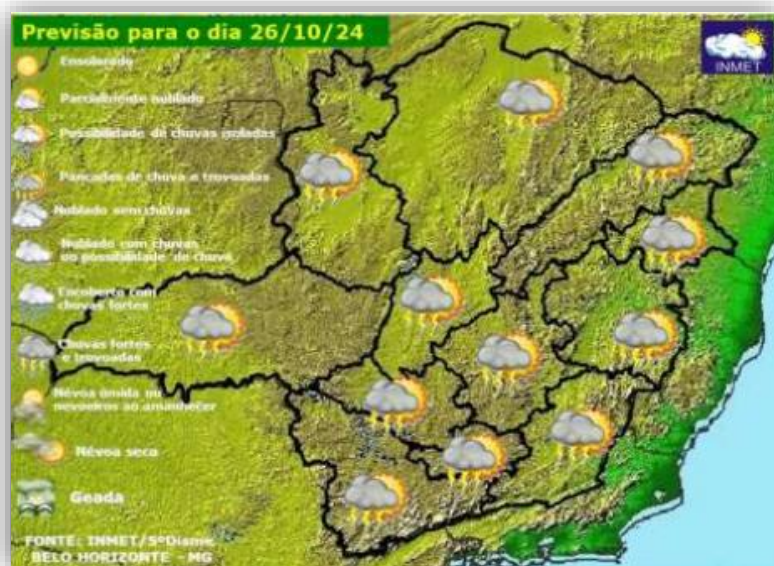 Previsão para o dia 26/10/24
INMET
Ensolarado
Parcialmente nublado
Possibilidade de chuvas isoladas
Pancadas de chuva e trovoadas
Nublado sem chuvas
Nublado com chuvas
ou possibilidade de chuva
Encoberto com
chuvas fortes
Chuvas fortes
e trovoadas
Névoa úmida ou
nevoeiros ao amanhecer
Névoa seca
Geada
FONTE: INMET/5ºDisme
BELO HORIZONTE - MG